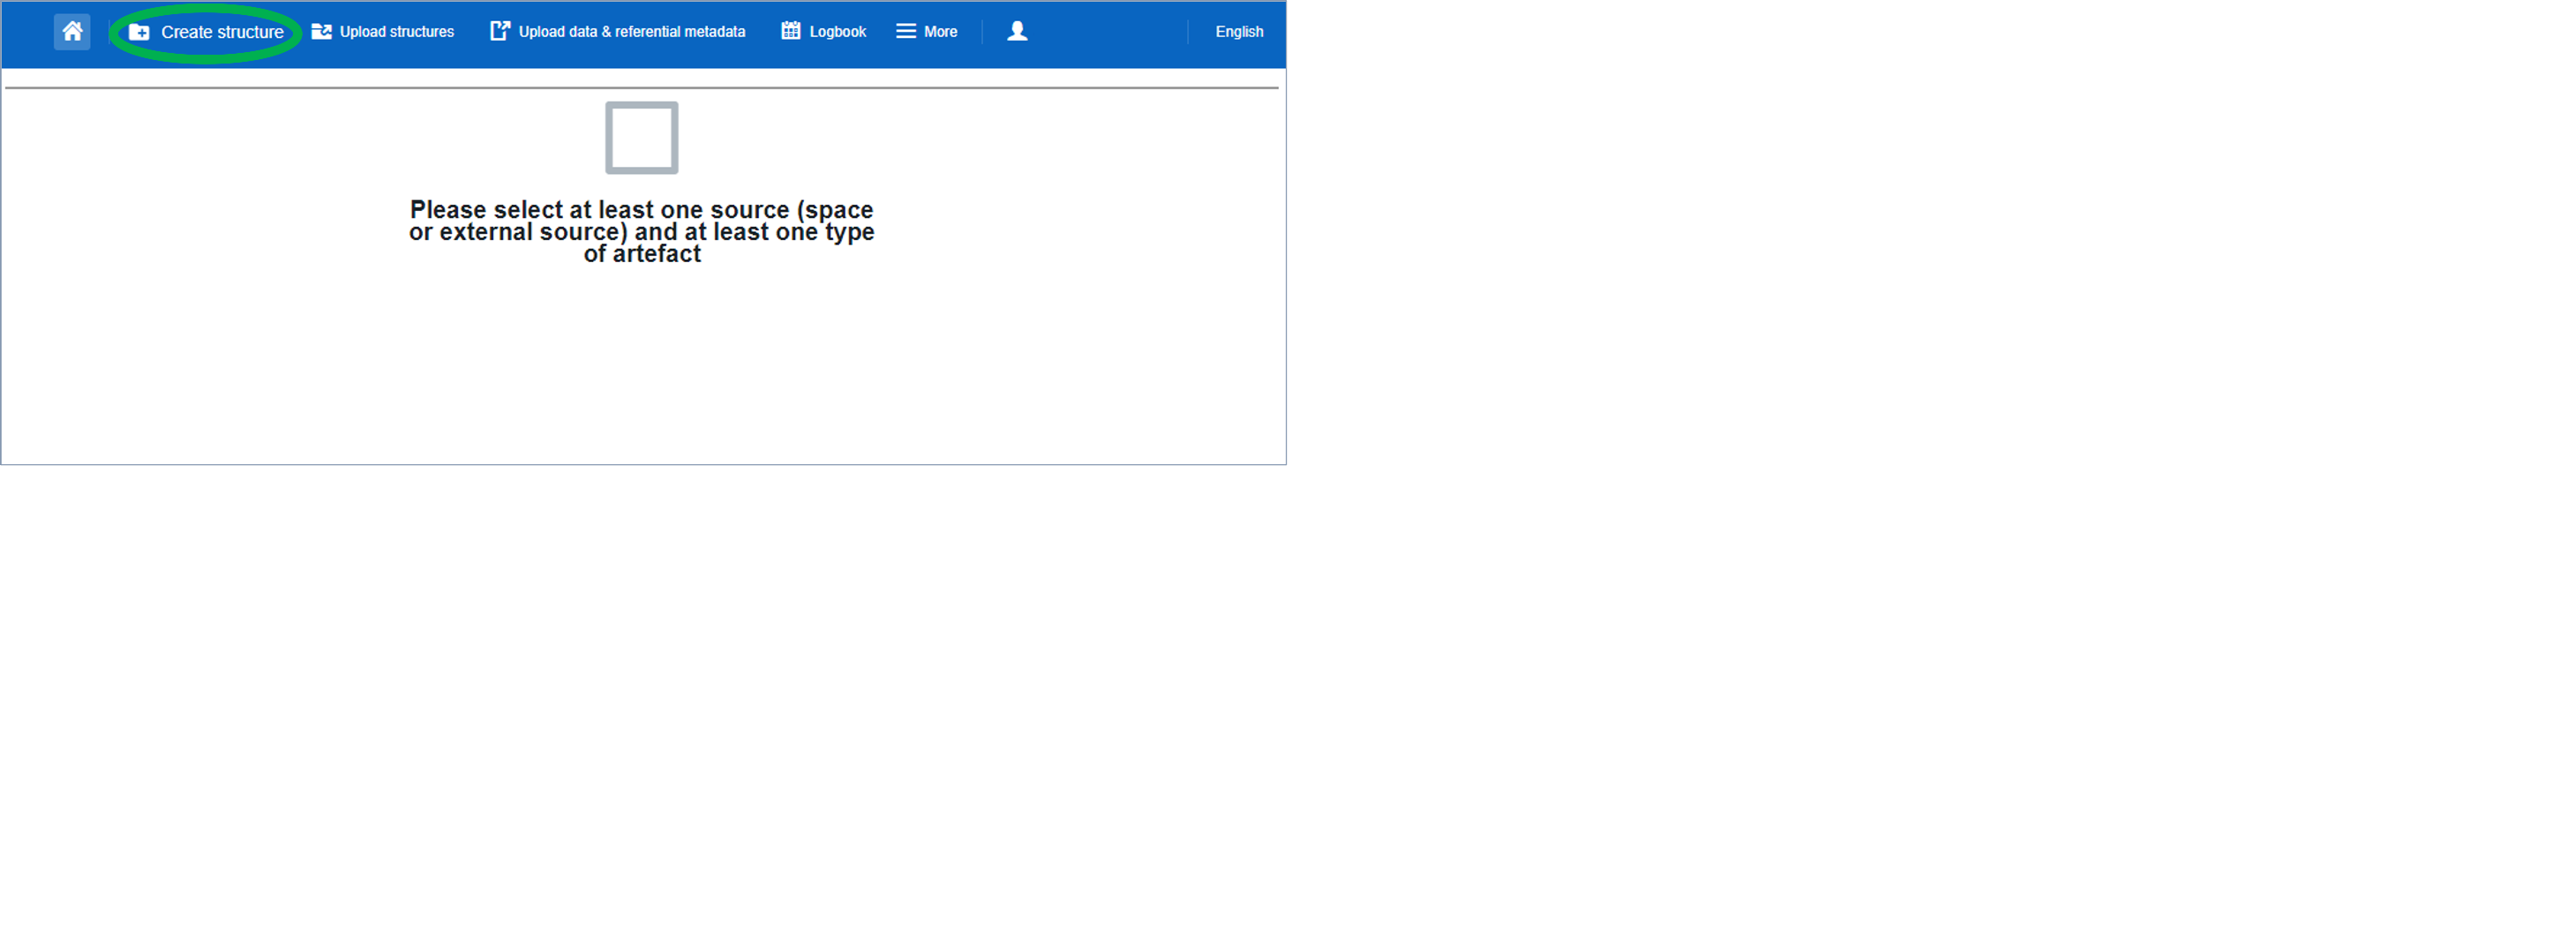 Create structure Upload structures Upload data & referential metadata Logbook More English
Please select at least one source (space
or external source) and at least one type
of artefact